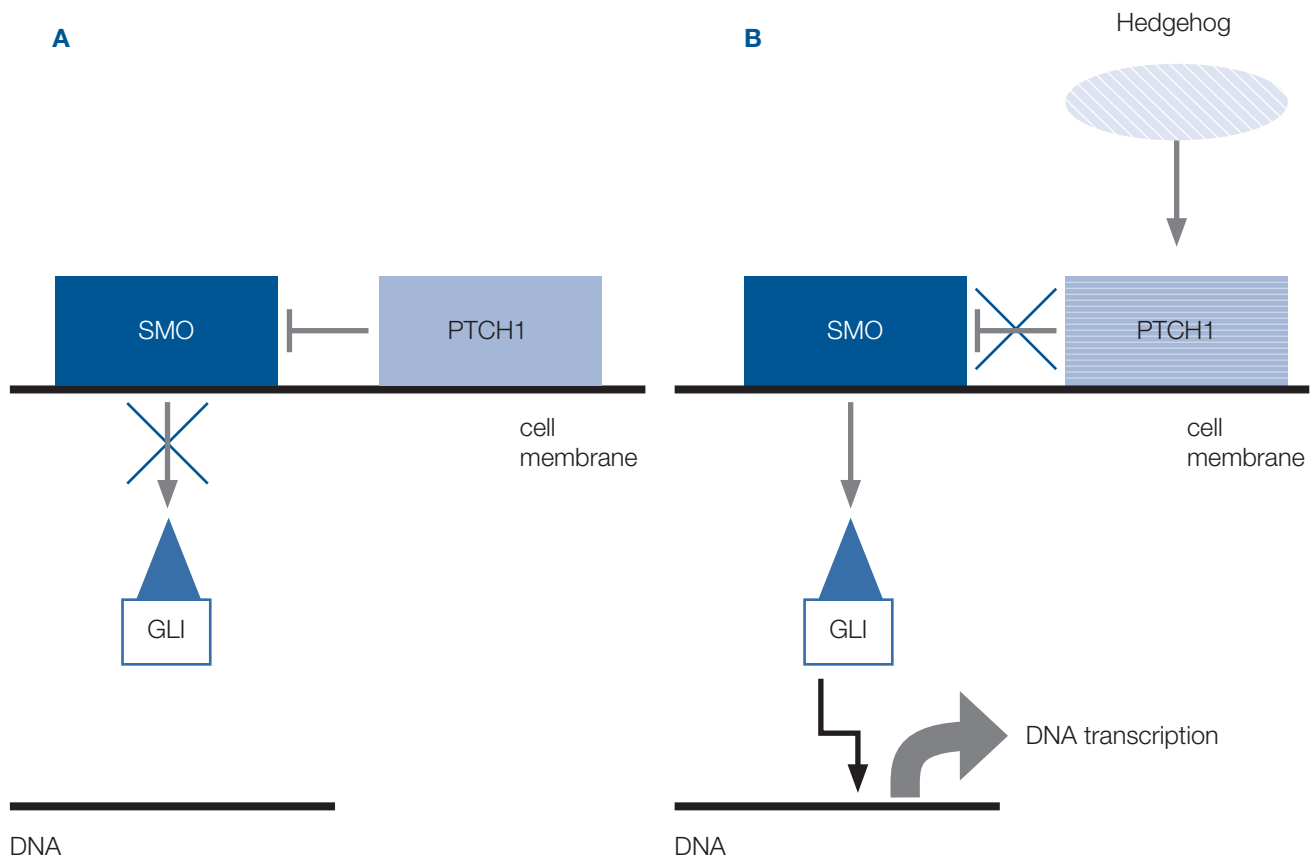 A
SMO
PTCH1
cell
membrane
GLI
DNA
B
Hedgehog
SMO
PTCH1
cell
membrane
GLI
DNA transcription
DNA